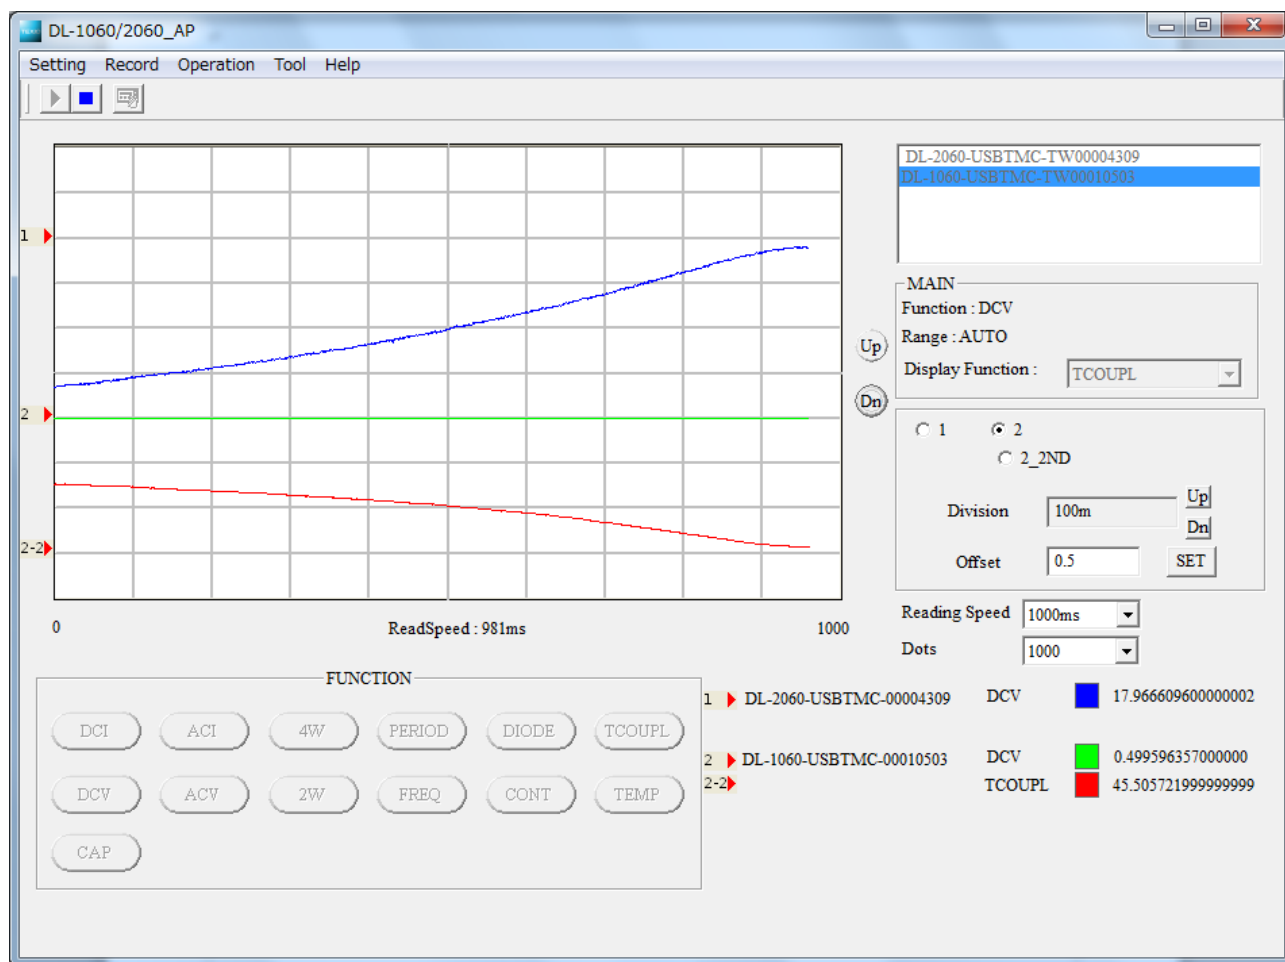 DL-1060/2060_AP
Setting Record Operation Tool Help
DL-2060-USBTMC-TW00004309
DL-1060-USBTMC-TW00010503
1
2
2-2
0
ReadSpeed : 981ms
1000
Up
Dn
MAIN
Function : DCV
Range : AUTO
Display Function : TCOUPL
1 2
2_2ND
Division 100m Up
Dn
Offset 0.5 SET
Reading Speed 1000ms
Dots 1000
FUNCTION
DCI ACI 4W PERIOD DIODE TCOUPL
DCV ACV 2W FREQ CONT TEMP
CAP
1 DL-2060-USBTMC-00004309 DCV 17.966609600000002
2 DL-1060-USBTMC-00010503 DCV 0.499596357000000
2-2 TCOUPL 45.505721999999999